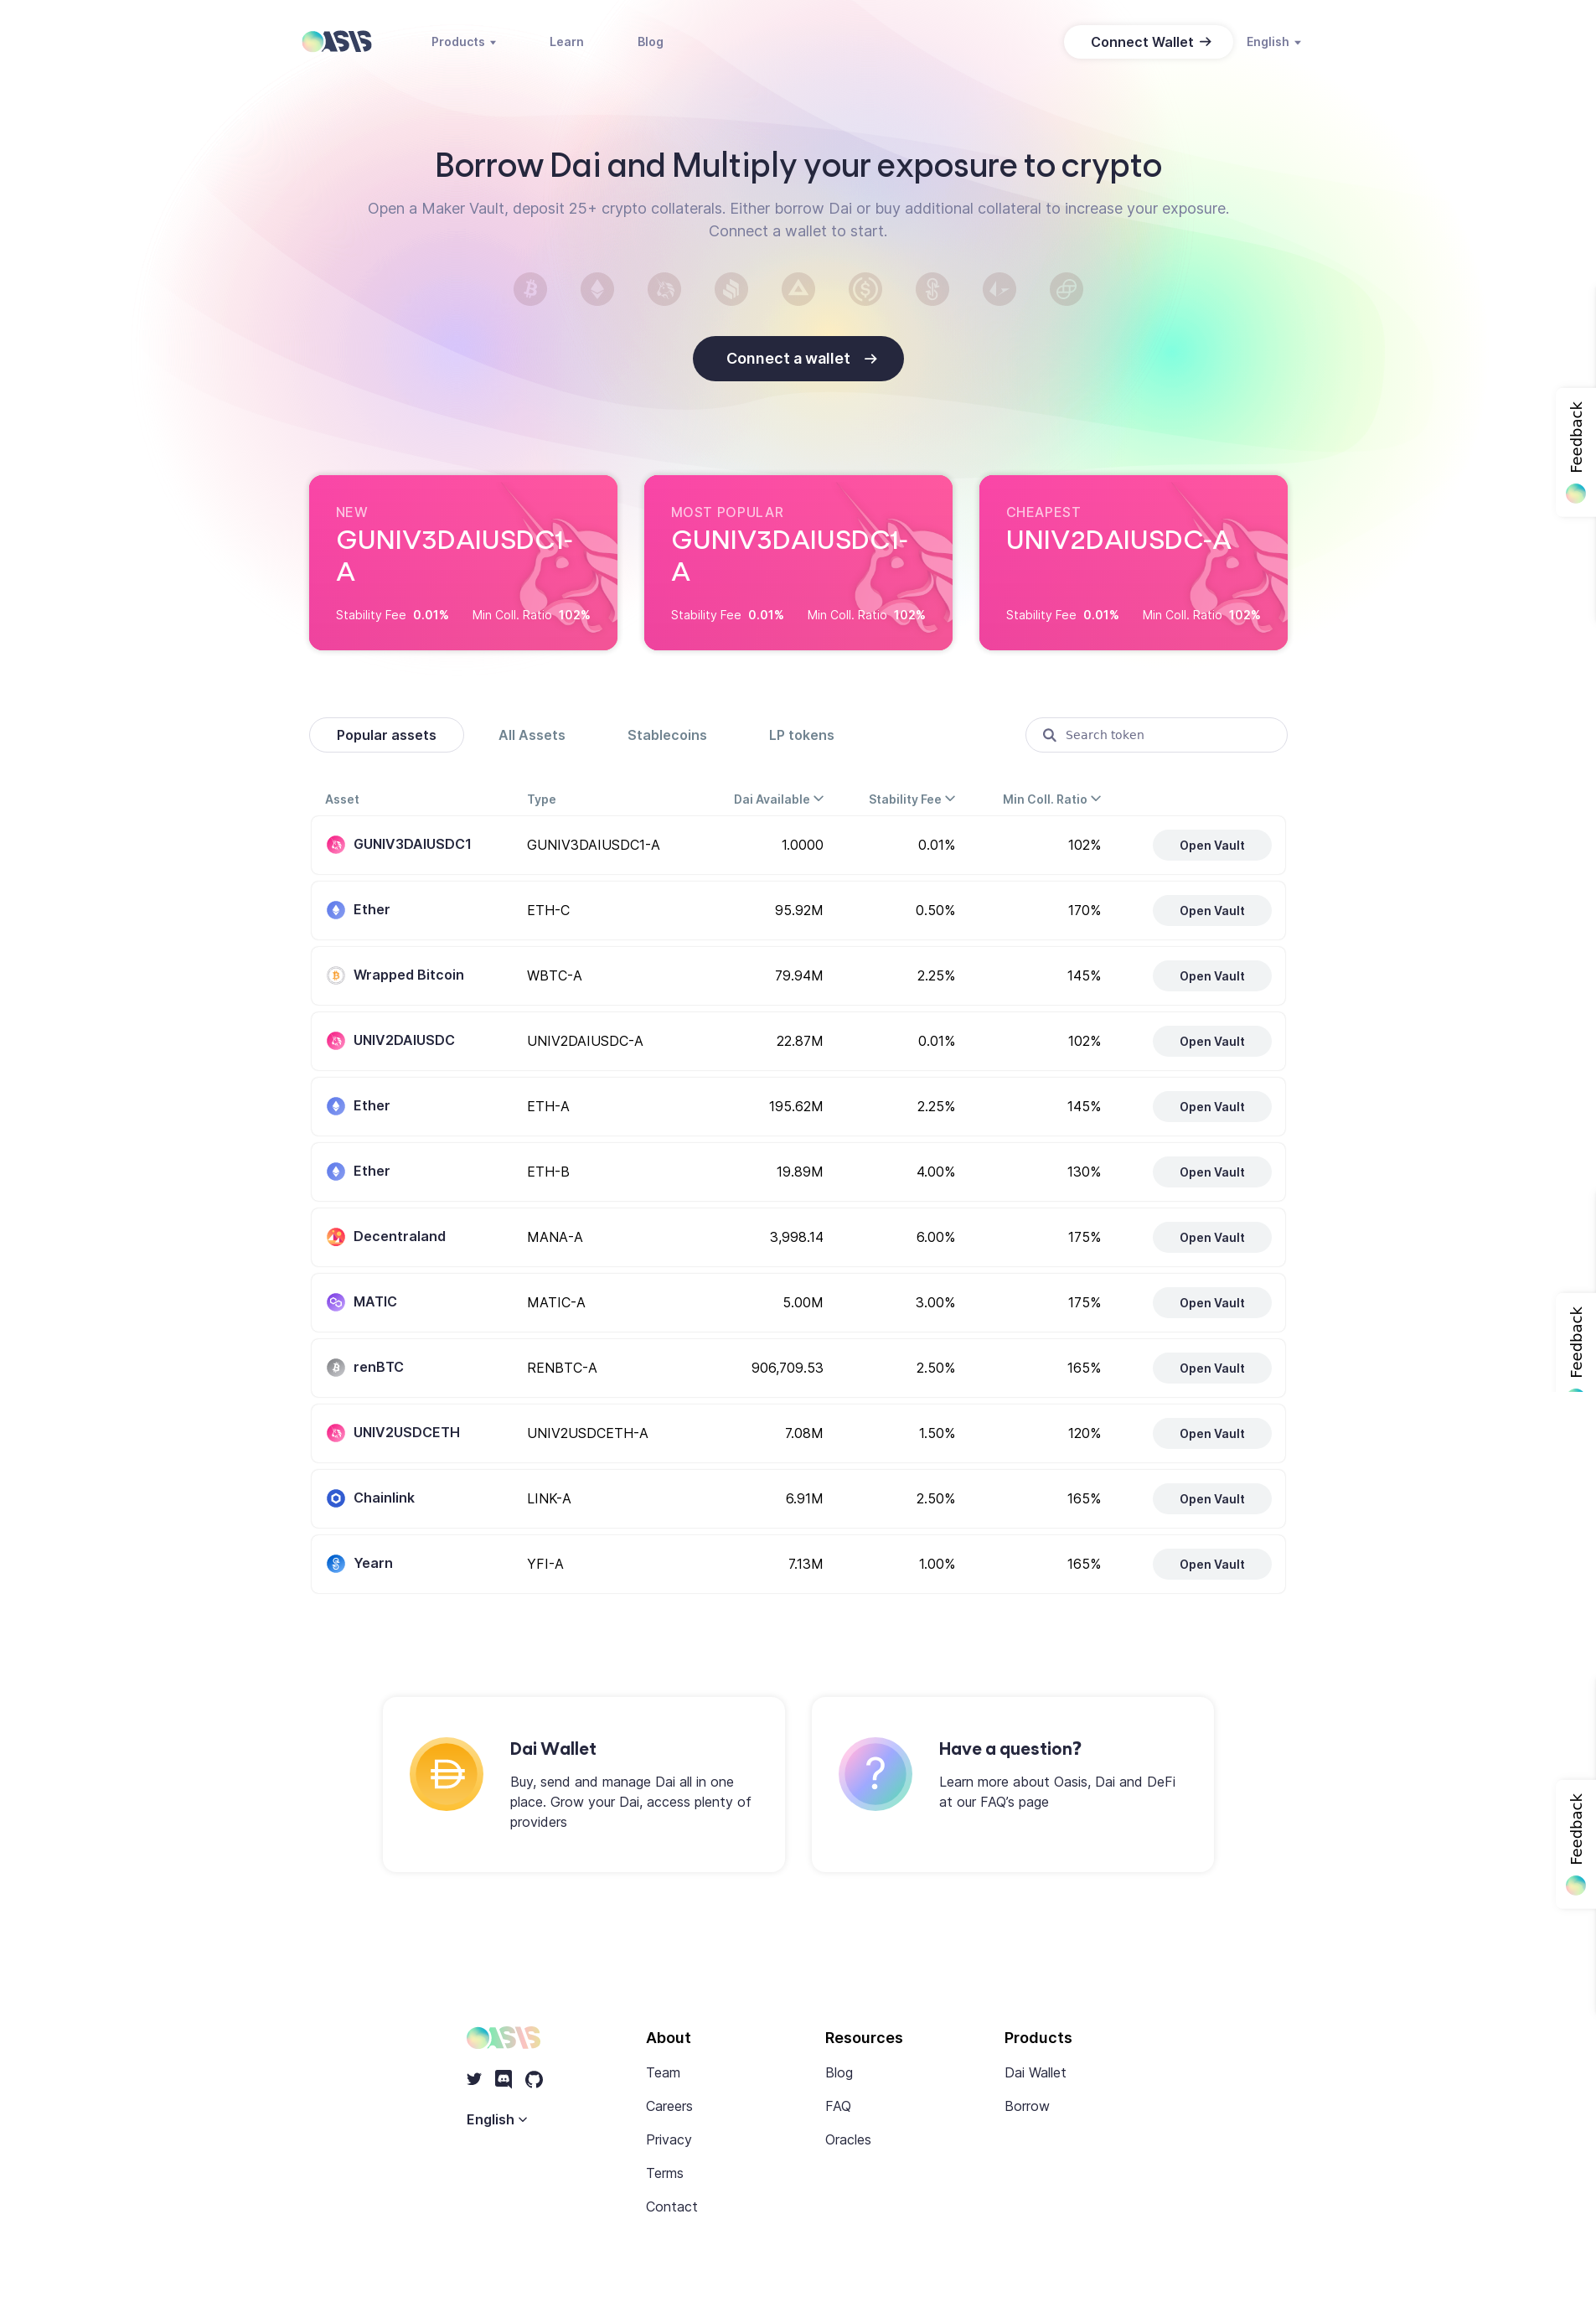 OASIS
Products
Learn
Blog
Connect Wallet →
English
Borrow Dai and Multiply your exposure to crypto
Open a Maker Vault, deposit 25+ crypto collaterals. Either borrow Dai or buy additional collateral to increase your exposure.
Connect a wallet to start.
Connect a wallet →
Feedback
NEW
GUNIV3DAIUSDC1-
A
Stability Fee 0.01% Min Coll. Ratio 102%
MOST POPULAR
GUNIV3DAIUSDC1-
A
Stability Fee 0.01% Min Coll. Ratio 102%
CHEAPEST
UNIV2DAIUSDC-A
Stability Fee 0.01% Min Coll. Ratio 102%
Popular assets
All Assets
Stablecoins
LP tokens
Search token
Asset Type Dai Available Stability Fee Min Coll. Ratio
GUNIV3DAIUSDC1 GUNIV3DAIUSDC1-A 1.0000 0.01% 102% Open Vault
Ether ETH-C 95.92M 0.50% 170% Open Vault
Wrapped Bitcoin WBTC-A 79.94M 2.25% 145% Open Vault
UNIV2DAIUSDC UNIV2DAIUSDC-A 22.87M 0.01% 102% Open Vault
Ether ETH-A 195.62M 2.25% 145% Open Vault
Ether ETH-B 19.89M 4.00% 130% Open Vault
Decentraland MANA-A 3,998.14 6.00% 175% Open Vault
MATIC MATIC-A 5.00M 3.00% 175% Open Vault
Feedback
renBTC RENBTC-A 906,709.53 2.50% 165% Open Vault
UNIV2USDCETH UNIV2USDCETH-A 7.08M 1.50% 120% Open Vault
Chainlink LINK-A 6.91M 2.50% 165% Open Vault
Yearn YFI-A 7.13M 1.00% 165% Open Vault
Dai Wallet
Buy, send and manage Dai all in one
place. Grow your Dai, access plenty of
providers
Have a question?
Learn more about Oasis, Dai and DeFi
at our FAQ’s page
Feedback
OASIS
English
About
Team
Careers
Privacy
Terms
Contact
Resources
Blog
FAQ
Oracles
Products
Dai Wallet
Borrow